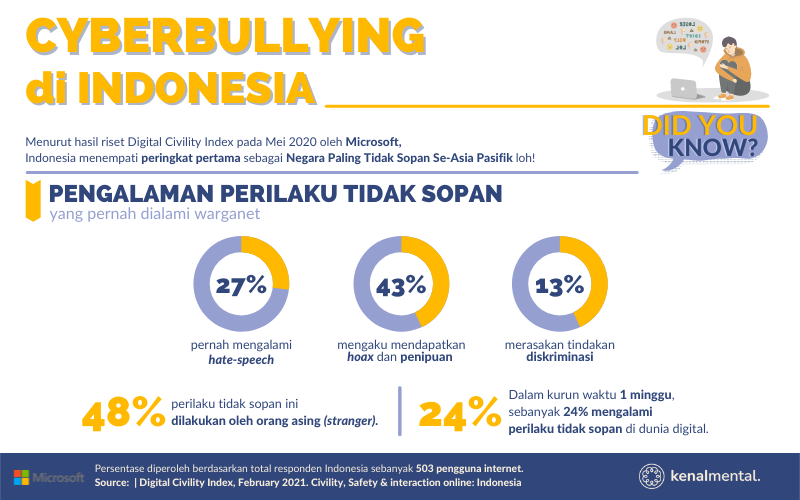 CYBERBULLYING
di INDONESIA
DID YOU
KNOW?
Menurut hasil riset Digital Civility Index pada Mei 2020 oleh Microsoft,
Indonesia menempati peringkat pertama sebagai Negara Paling Tidak Sopan Se-Asia Pasifik loh!
PENGALAMAN PERILAKU TIDAK SOPAN
yang pernah dialami warganet
27%
43%
13%
pernah mengalami
hate-speech
mengaku mendapatkan
hoax dan penipuan
merasakan tindakan
diskriminasi
48%
perilaku tidak sopan ini
dilakukan oleh orang asing (stranger).
24%
Dalam kurun waktu 1 minggu,
sebanyak 24% mengalami
perilaku tidak sopan di dunia digital.
Microsoft
Persentase diperoleh berdasarkan total responden Indonesia sebanyak 503 pengguna internet.
Source: | Digital Civility Index, February 2021. Civility, Safety & interaction online: Indonesia
kenalmental.